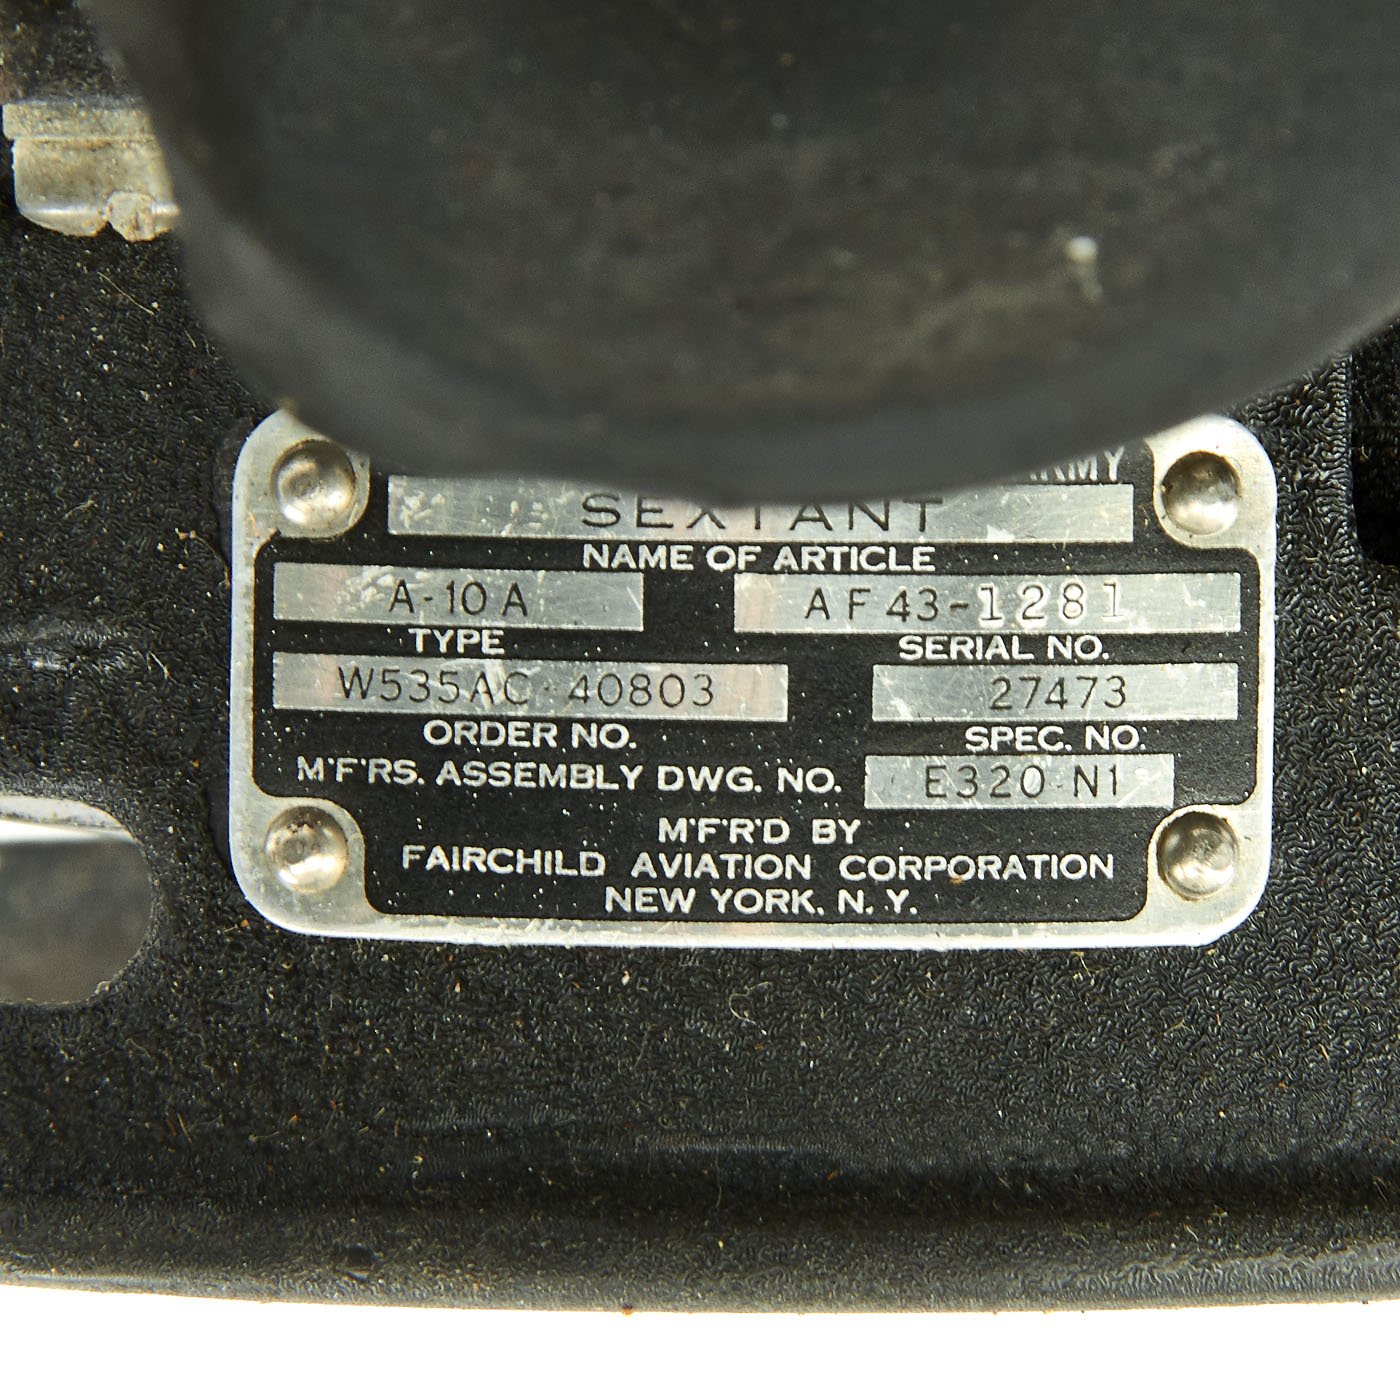 ARMY
SEXTANT
NAME OF ARTICLE
A-10A AF43-1281
TYPE SERIAL NO.
W535AC-40803 27473
ORDER NO. SPEC. NO.
M'F'RS. ASSEMBLY DWG. NO. E320-N1
M'F'R'D BY
FAIRCHILD AVIATION CORPORATION
NEW YORK, N.Y.